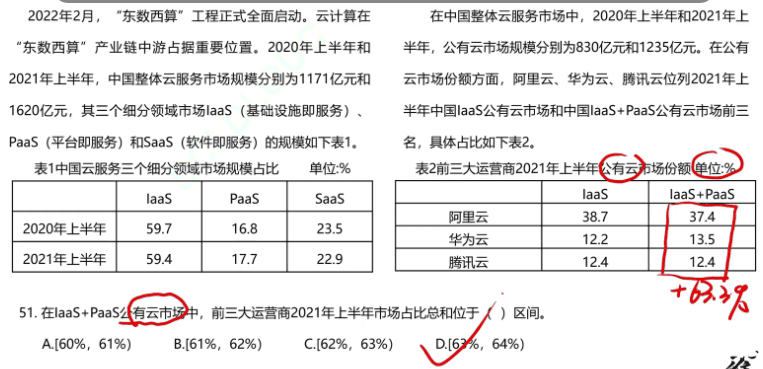 2022年2月，“东数西算”工程正式全面启动。云计算在
“东数西算”产业链中游占据重要位置。2020年上半年和
2021年上半年，中国整体云服务市场规模分别为1171亿元和
1620亿元，其三个细分领域市场IaaS（基础设施即服务）、
PaaS（平台即服务）和SaaS（软件即服务）的规模如下表1。
表1中国云服务三个细分领域市场规模占比 单位:%
IaaS PaaS SaaS
2020年上半年 59.7 16.8 23.5
2021年上半年 59.4 17.7 22.9
在中国整体云服务市场中，2020年上半年和2021年上
半年，公有云市场规模分别为830亿元和1235亿元。在公有
云市场份额方面，阿里云、华为云、腾讯云位列2021年上
半年中国IaaS公有云市场和中国IaaS+PaaS公有云市场前三
名，具体占比如下表2。
表2前三大运营商2021年上半年公有云市场份额 单位:%
IaaS IaaS+PaaS
阿里云 38.7 37.4
华为云 12.2 13.5
腾讯云 12.4 12.4
+63.3%
51. 在IaaS+PaaS公有云市场中，前三大运营商2021年上半年市场占比总和位于（ ）区间。
A.[60%，61%） B.[61%，62%） C.[62%，63%） D.[63%，64%）